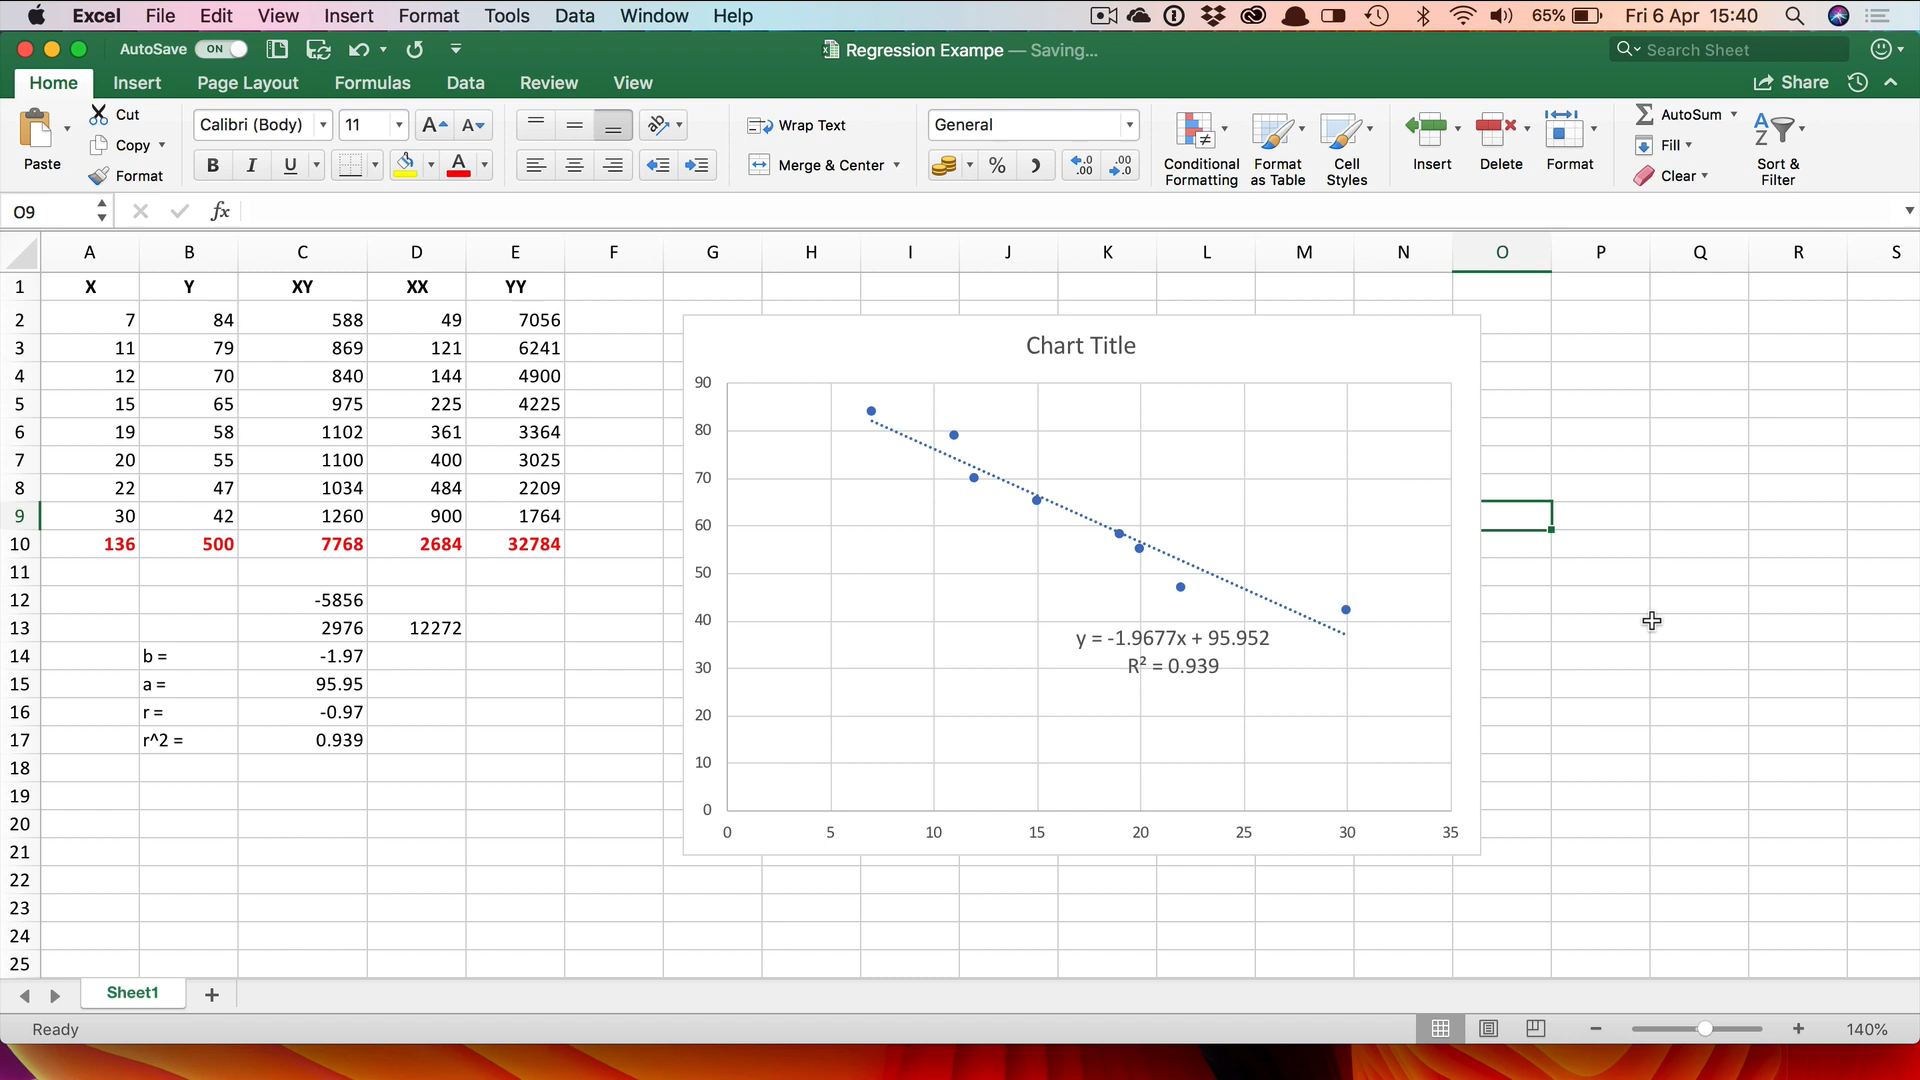 Excel File Edit View Insert Format Tools Data Window Help 65% Fri 6 Apr 15:40
AutoSave ON Regression Exampe — Saving... Search Sheet
Home Insert Page Layout Formulas Data Review View Share
Paste Cut Copy Format
Calibri (Body) 11 A A
B I U A
Wrap Text
Merge & Center
General
% .0 .00 .00 .0
Conditional Formatting Format as Table Cell Styles
Insert Delete Format
AutoSum Fill Clear
A Z Sort & Filter
O9 fx
A B C D E F G H I J K L M N O P Q R S
1 X Y XY XX YY
2 7 84 588 49 7056
3 11 79 869 121 6241
4 12 70 840 144 4900
5 15 65 975 225 4225
6 19 58 1102 361 3364
7 20 55 1100 400 3025
8 22 47 1034 484 2209
9 30 42 1260 900 1764
10 136 500 7768 2684 32784
11
12 -5856
13 2976 12272
14 b = -1.97
15 a = 95.95
16 r = -0.97
17 r^2 = 0.939
18
19
20
21
22
23
24
25
Chart Title
90
80
70
60
50
40
30
20
10
0
0 5 10 15 20 25 30 35
y = -1.9677x + 95.952
R² = 0.939
Sheet1 +
Ready 140%